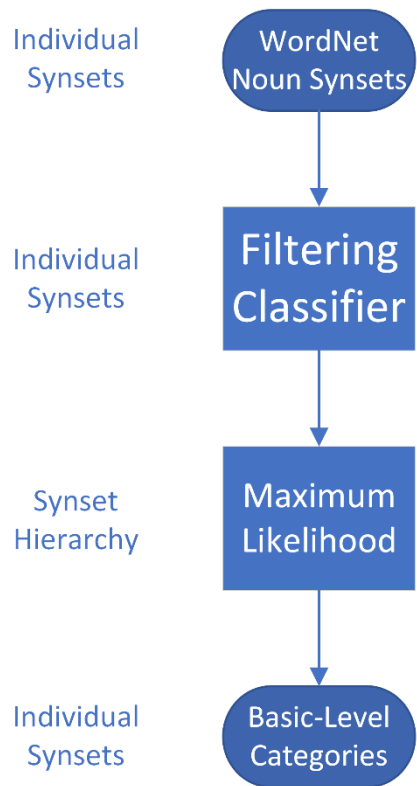 Individual
Synsets
WordNet
Noun Synsets
Individual
Synsets
Filtering
Classifier
Synset
Hierarchy
Maximum
Likelihood
Individual
Synsets
Basic-Level
Categories